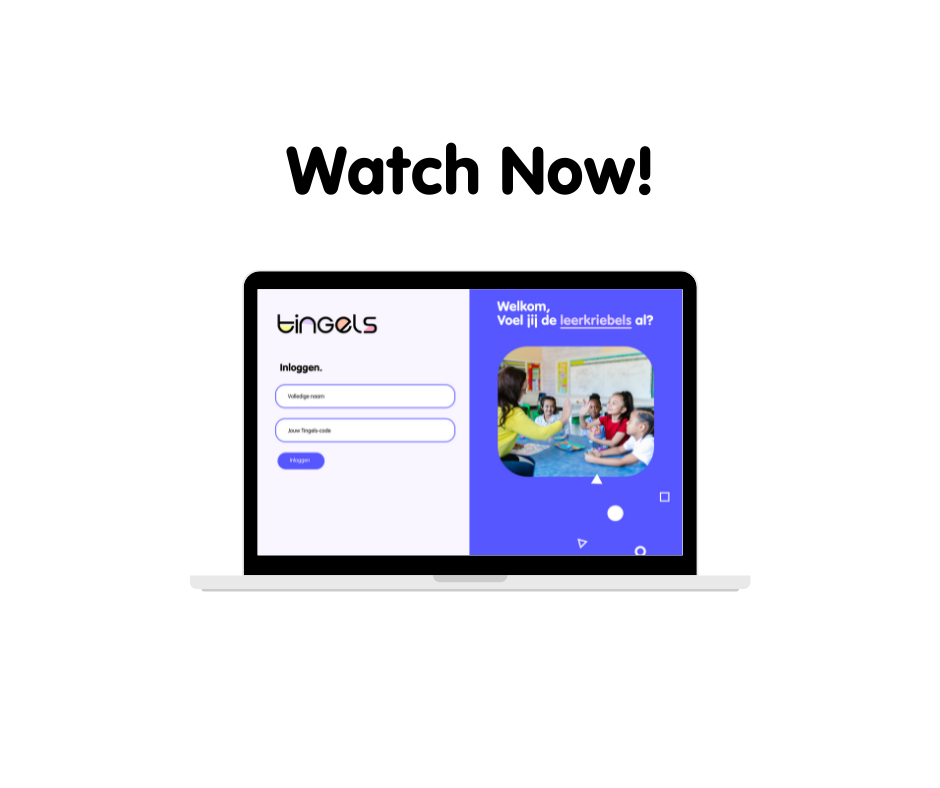 Watch Now!
tingels
Inloggen.
Volledige naam
Jouw Tingels-code
Inloggen
Welkom,
Voel jij de leerkriebels al?